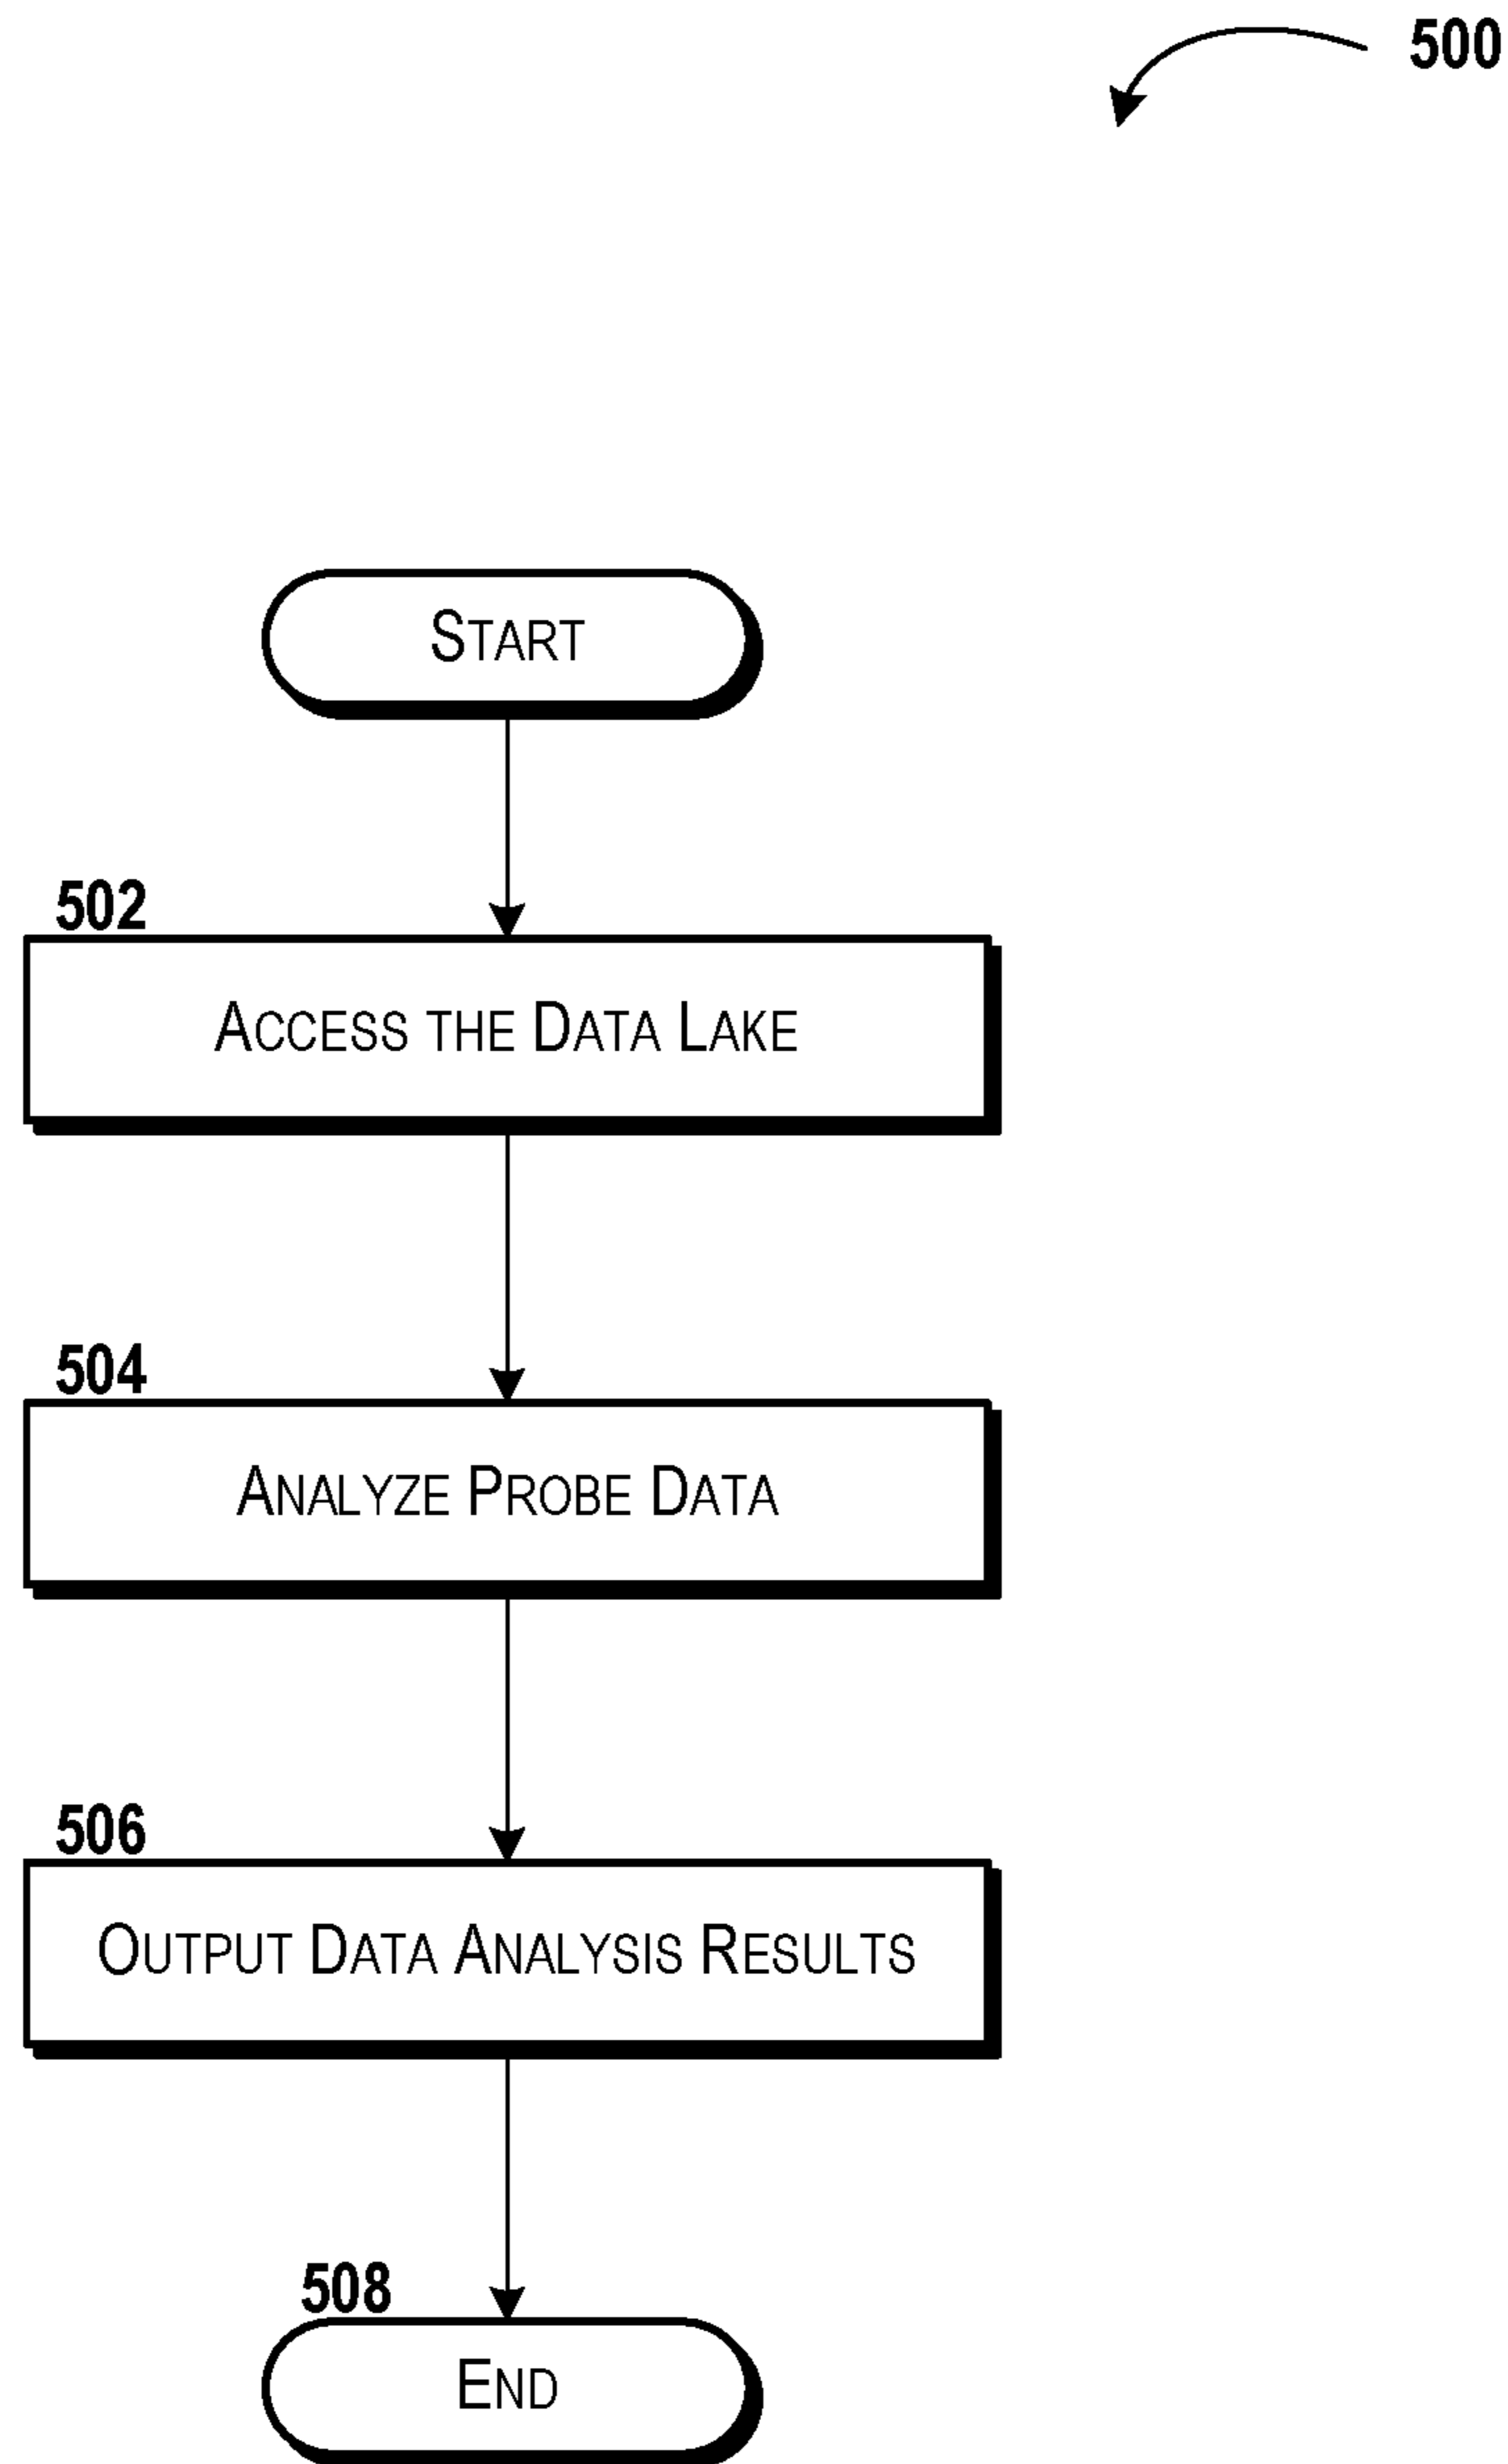 500
START
502
ACCESS THE DATA LAKE
504
ANALYZE PROBE DATA
506
OUTPUT DATA ANALYSIS RESULTS
508
END